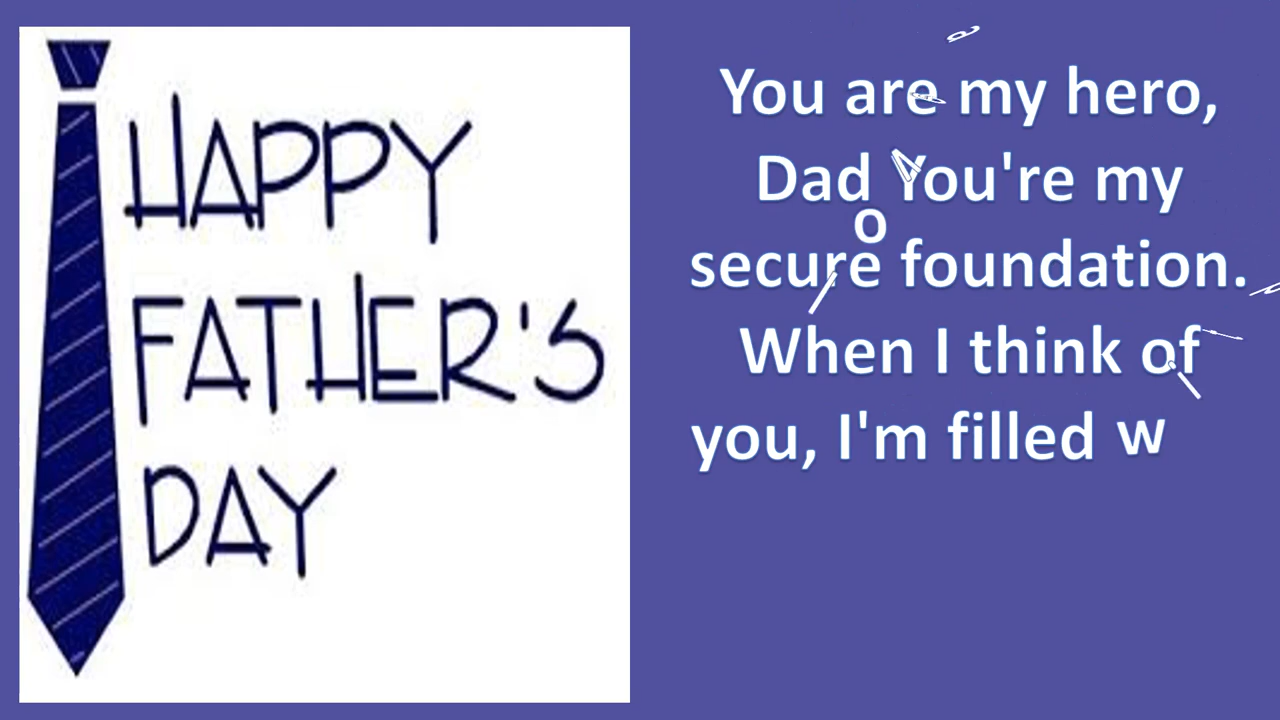 HAPPY
FATHER'S
DAY
You are my hero,
Dad You're my
secure foundation.
When I think of
you, I'm filled w